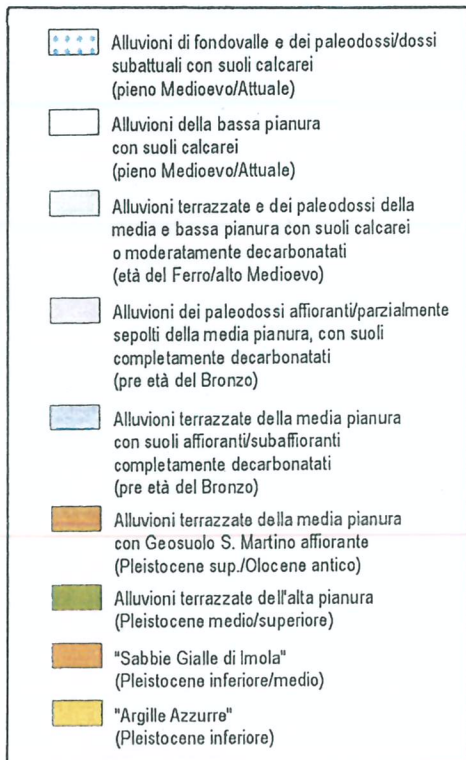 Alluvioni di fondovalle e dei paleodossi/dossi
subattuali con suoli calcarei
(pieno Medioevo/Attuale)
Alluvioni della bassa pianura
con suoli calcarei
(pieno Medioevo/Attuale)
Alluvioni terrazzate e dei paleodossi della
media e bassa pianura con suoli calcarei
o moderatamente decarbonatati
(età del Ferro/alto Medioevo)
Alluvioni dei paleodossi affioranti/parzialmente
sepolti della media pianura, con suoli
completamente decarbonatati
(pre età del Bronzo)
Alluvioni terrazzate della media pianura
con suoli affioranti/subaffioranti
completamente decarbonatati
(pre età del Bronzo)
Alluvioni terrazzate della media pianura
con Geosuolo S. Martino affiorante
(Pleistocene sup./Olocene antico)
Alluvioni terrazzate dell'alta pianura
(Pleistocene medio/superiore)
"Sabbie Gialle di Imola"
(Pleistocene inferiore/medio)
"Argille Azzurre"
(Pleistocene inferiore)